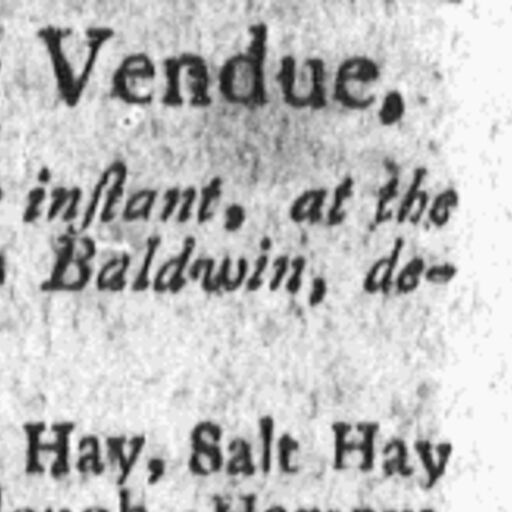 Vendue,
inſtant, at the
Baldwin, de-
Hay, Salt Hay